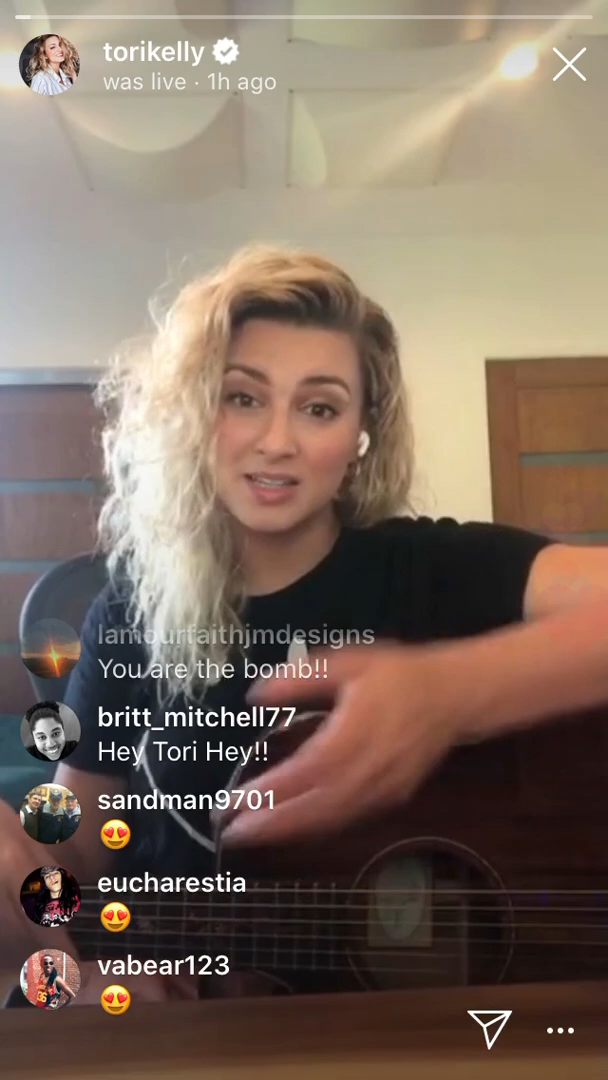 torikelly
was live · 1h ago
lamourfaithjmdesigns
You are the bomb!!
britt_mitchell77
Hey Tori Hey!!
sandman9701
😍
eucharestia
😍
vabear123
😍